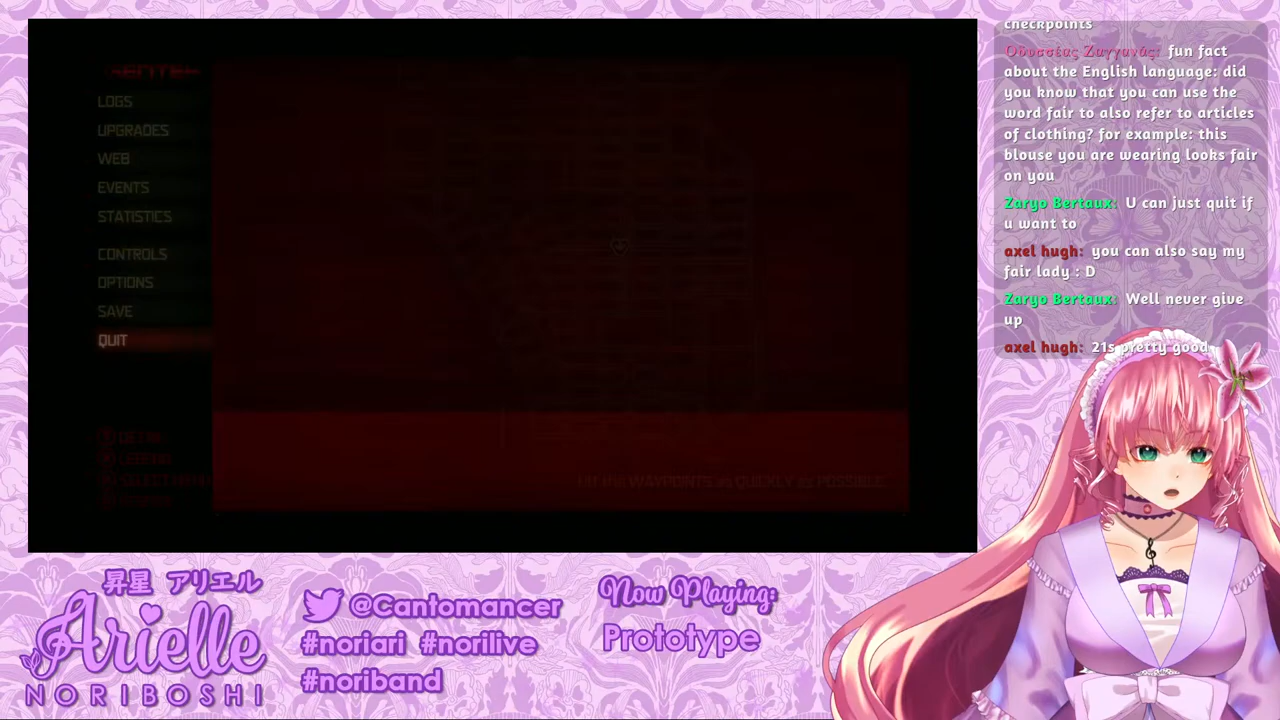 LOGS
UPGRADES
WEB
EVENTS
STATISTICS
CONTROLS
OPTIONS
SAVE
QUIT
HIT the WAYPOINTS as QUICKLY as POSSIBLE.
checkpoints
Οδυσσέας Ζαγγανάς: fun fact
about the English language: did
you know that you can use the
word fair to also refer to articles
of clothing? for example: this
blouse you are wearing looks fair
on you
Zaryo Bertaux: U can just quit if
u want to
axel hugh: you can also say my
fair lady : D
Zaryo Bertaux: Well never give
up
axel hugh: 21s pretty good
昇星 アリエル
Arielle
NORIBOSHI
@Cantomancer
#noriari #norilive
#noriband
Now Playing:
Prototype